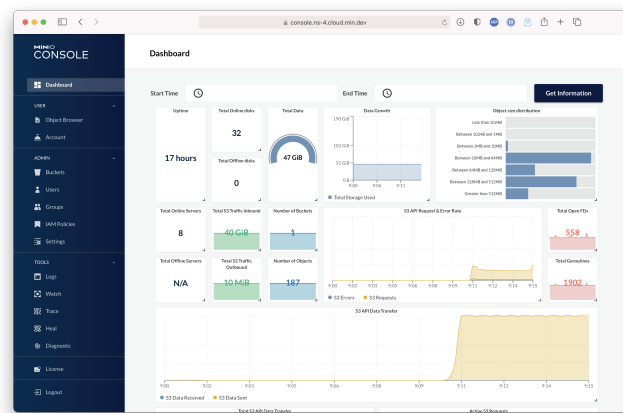 console.ns-4.cloud.min.dev
MINIO
CONSOLE
Dashboard
Dashboard
USER
Object Browser
Account
ADMIN
Buckets
Users
Groups
IAM Policies
Settings
TOOLS
Logs
Watch
Trace
Heal
Diagnostic
License
Logout
Start Time
End Time
Get Information
Uptime
17 hours
Total Online disks
32
Total Offline disks
0
Total Data
47 GiB
Data Growth
190 GiB
102 GiB
51 GiB
0 B
9:00 9:06 9:11
Total Storage Used
Object size distribution
Less than 1024B
Between 1024B and 1MB
Between 1MB and 10MB
Between 10MB and 64MB
Between 64MB and 128MB
Between 128MB and 512MB
Greater than 512MB
Total Online Servers
8
Total S3 Traffic Inbound
40 GiB
Number of Buckets
1
S3 API Request & Error Rate
9:00 9:02 9:03 9:05 9:06 9:08 9:09 9:11 9:12 9:14 9:15
S3 Errors S3 Requests
Total Open FDs
558
Total Offline Servers
N/A
Total S3 Traffic
Outbound
10 MiB
Number of Objects
187
Total Goroutines
1902
S3 API Data Transfer
9:00 9:02 9:03 9:05 9:06 9:08 9:09 9:11 9:12 9:14 9:15
S3 Data Received S3 Data Sent
Total S3 API Data Transfer
Active S3 Requests